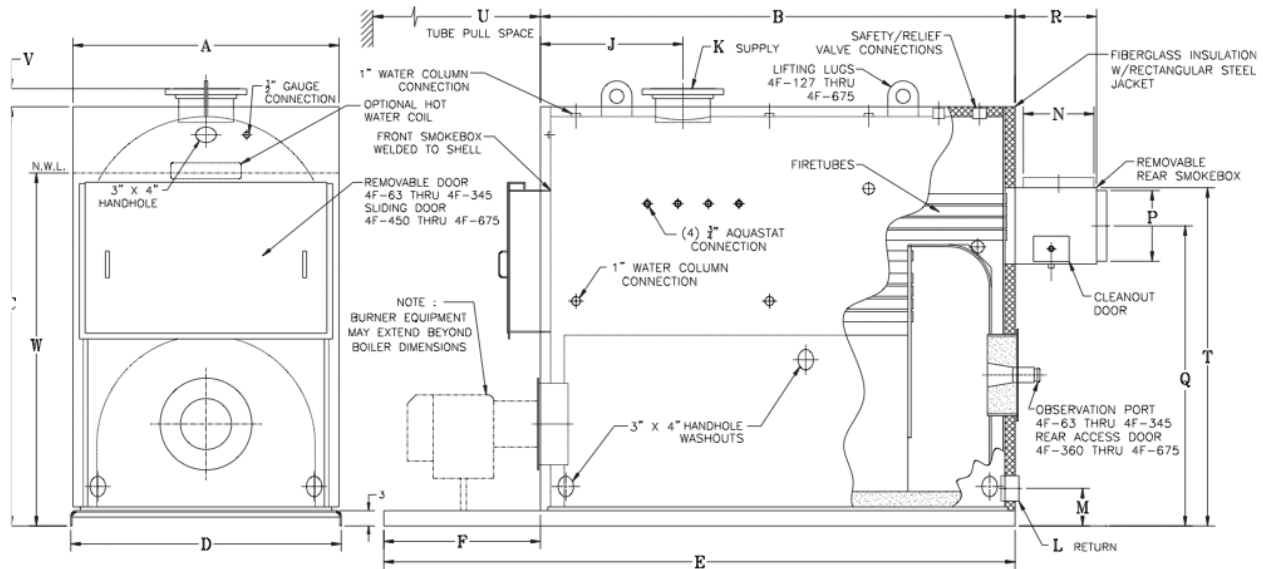 V
A
U
TUBE PULL SPACE
B
R
J
K SUPPLY
SAFETY/RELIEF
VALVE CONNECTIONS
LIFTING LUGS
4F-127 THRU
4F-675
FIBERGLASS INSULATION
W/RECTANGULAR STEEL
JACKET
1" WATER COLUMN
CONNECTION
GAUGE
CONNECTION
OPTIONAL HOT
WATER COIL
FRONT SMOKEBOX
WELDED TO SHELL
N
N.W.L.
3" X 4"
HANDHOLE
REMOVABLE DOOR
4F-63 THRU 4F-345
SLIDING DOOR
4F-450 THRU 4F-675
FIRETUBES
REMOVABLE
REAR SMOKEBOX
P
(4) ¾" AQUASTAT
CONNECTION
1" WATER COLUMN
CONNECTION
CLEANOUT
DOOR
NOTE :
BURNER EQUIPMENT
MAY EXTEND BEYOND
BOILER DIMENSIONS
W
T
Q
3" X 4" HANDHOLE
WASHOUTS
OBSERVATION PORT
4F-63 THRU 4F-345
REAR ACCESS DOOR
4F-360 THRU 4F-675
3
M
D
F
E
L RETURN